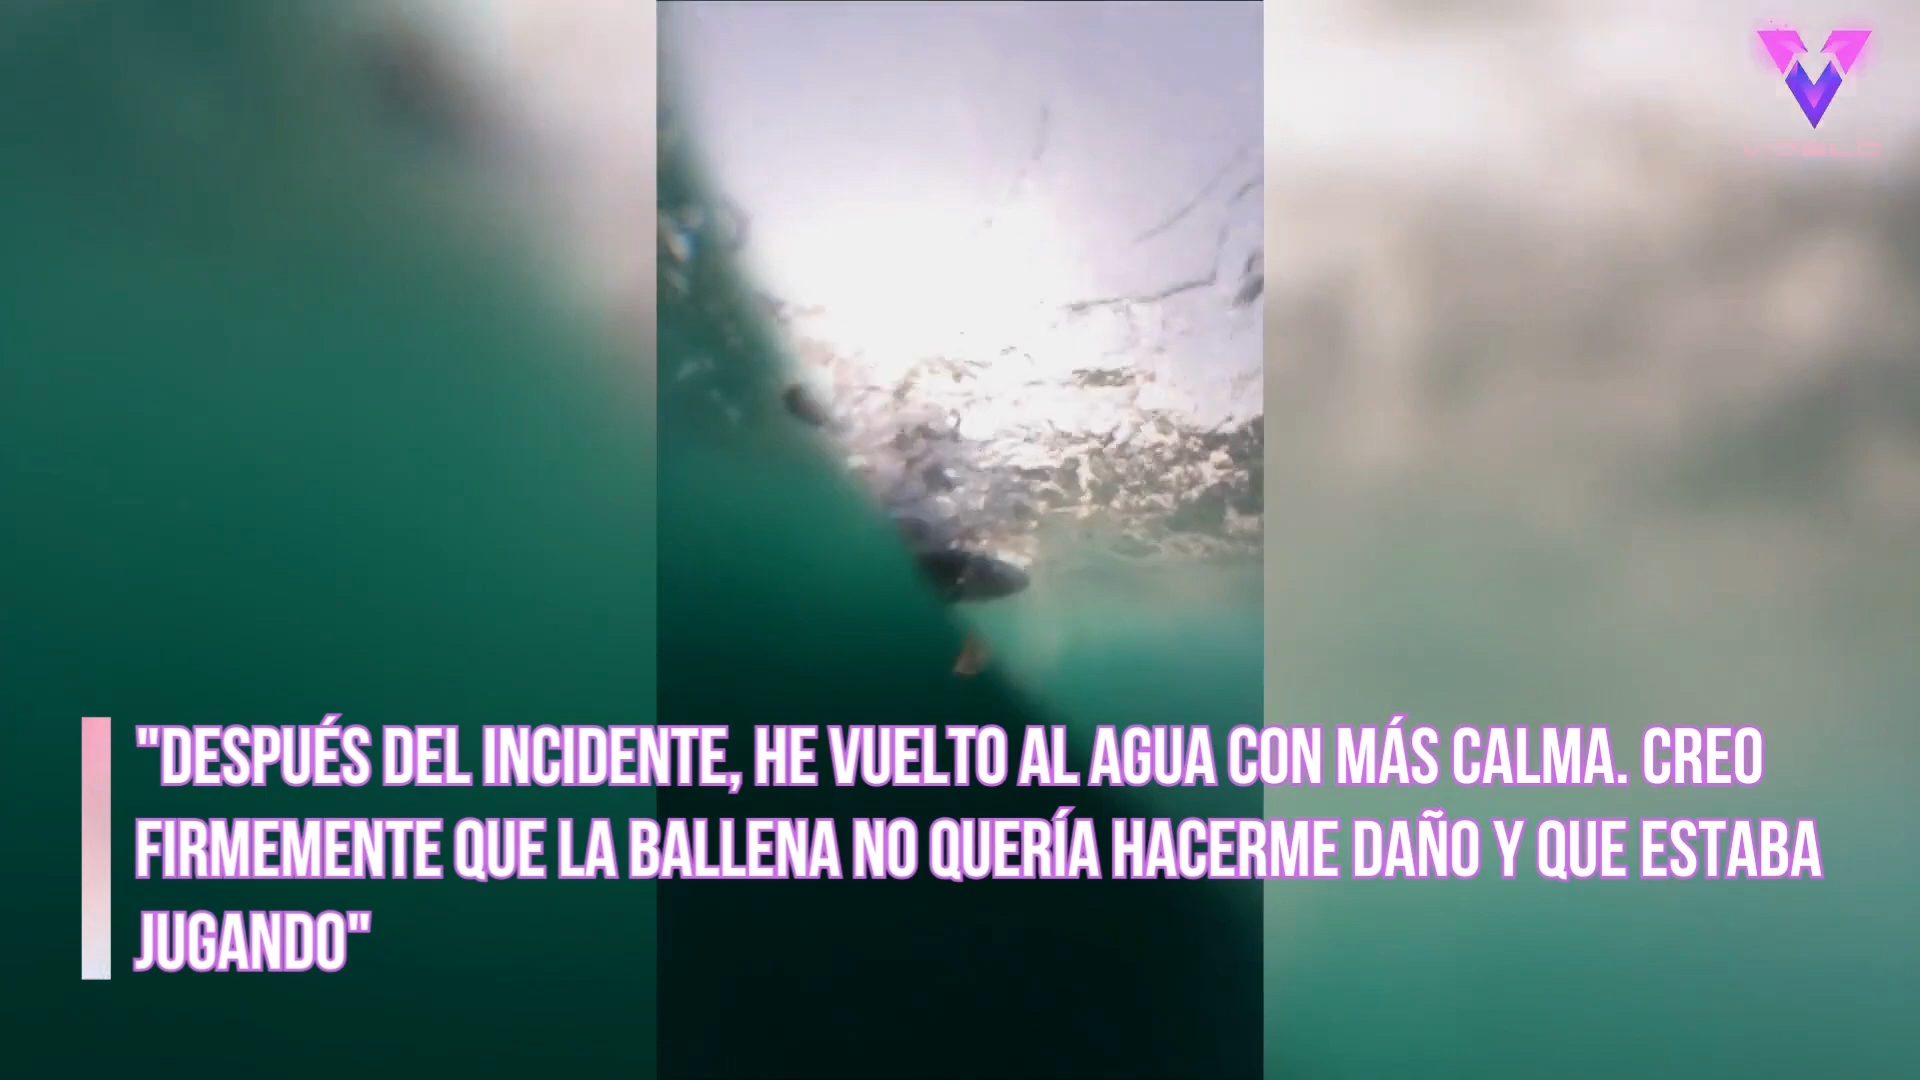 "DESPUÉS DEL INCIDENTE, HE VUELTO AL AGUA CON MÁS CALMA. CREO
FIRMEMENTE QUE LA BALLENA NO QUERÍA HACERME DAÑO Y QUE ESTABA
JUGANDO"